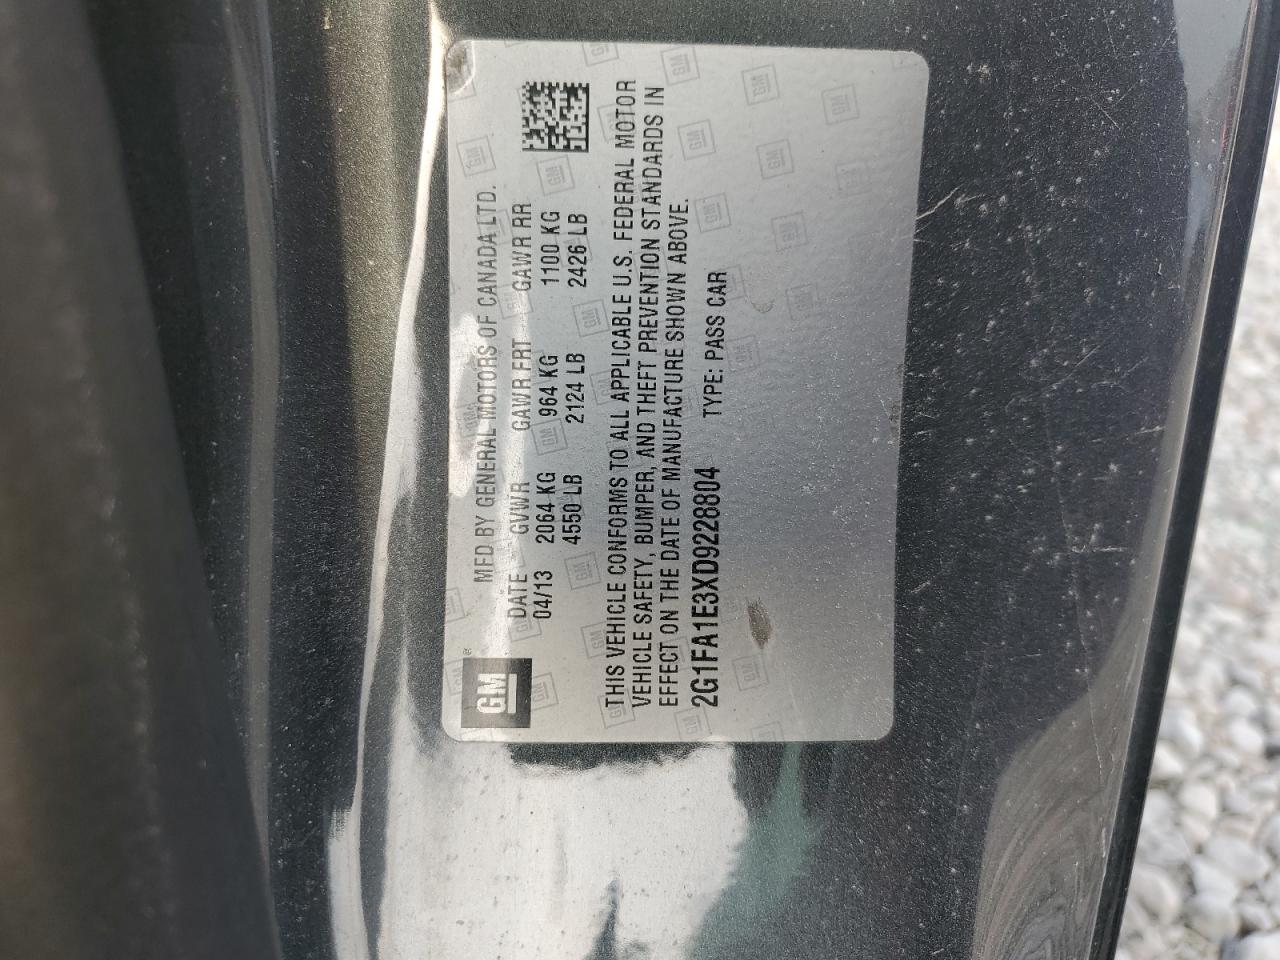 GM
MFD BY GENERAL MOTORS OF CANADA LTD.
DATE GVWR GAWR FRT GAWR RR
04/13 2064 KG 964 KG 1100 KG
4550 LB 2124 LB 2426 LB
THIS VEHICLE CONFORMS TO ALL APPLICABLE U.S. FEDERAL MOTOR
VEHICLE SAFETY, BUMPER, AND THEFT PREVENTION STANDARDS IN
EFFECT ON THE DATE OF MANUFACTURE SHOWN ABOVE.
2G1FA1E3XD9228804 TYPE: PASS CAR